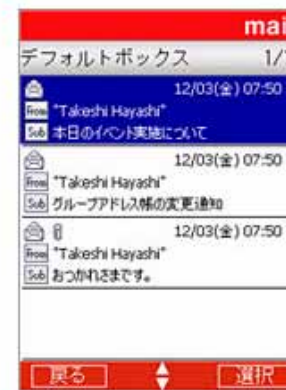 mai
デフォルトボックス 1/
12/03(金) 07:50
From "Takeshi Hayashi"
Sub 本日のイベント実施について
12/03(金) 07:50
From "Takeshi Hayashi"
Sub グループアドレス帳の変更通知
12/03(金) 07:50
From "Takeshi Hayashi"
Sub おつかれさまです。
戻る 選択